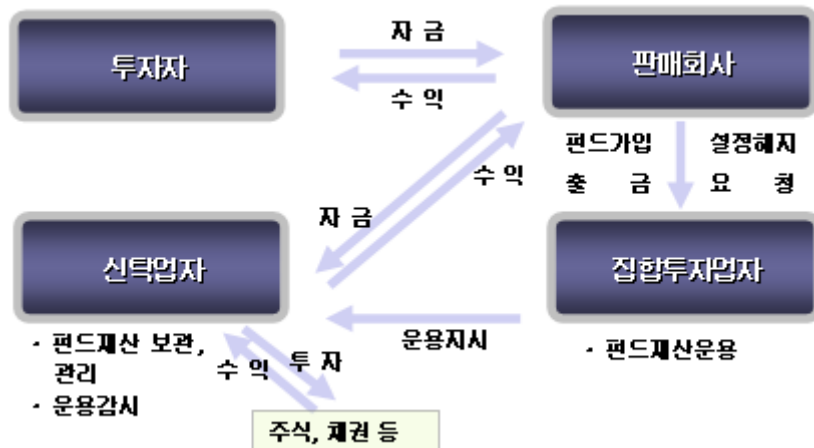 자 금
투자자
판매회사
수 익
펀드가입 설정해지
출 금 요 청
수 익
자 금
신탁업자
집합투자업자
운용지시
· 펀드재산 보관,
관리
· 운용감시
수 익
투 자
· 펀드재산운용
주식, 채권 등